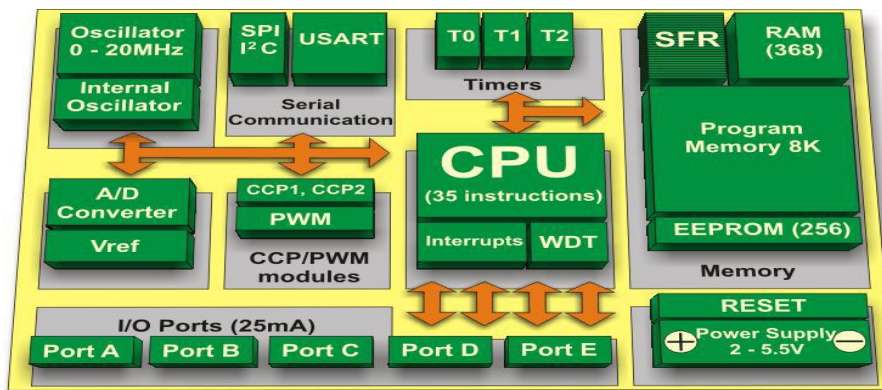 Oscillator
0 - 20MHz
Internal
Oscillator
SPI
I²C
USART
Serial
Communication
T0 T1 T2
Timers
SFR
RAM
(368)
Program
Memory 8K
EEPROM (256)
Memory
A/D
Converter
Vref
CCP1, CCP2
PWM
CCP/PWM
modules
CPU
(35 instructions)
Interrupts
WDT
I/O Ports (25mA)
Port A Port B Port C Port D Port E
RESET
Power Supply
2 - 5.5V
+ −